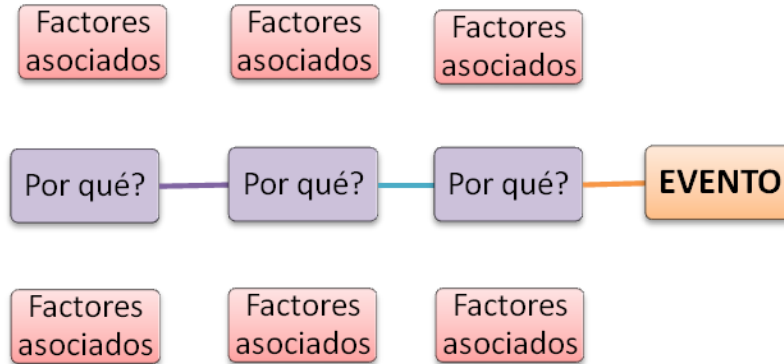 Factores
asociados
Factores
asociados
Factores
asociados
Por qué?
Por qué?
Por qué?
EVENTO
Factores
asociados
Factores
asociados
Factores
asociados